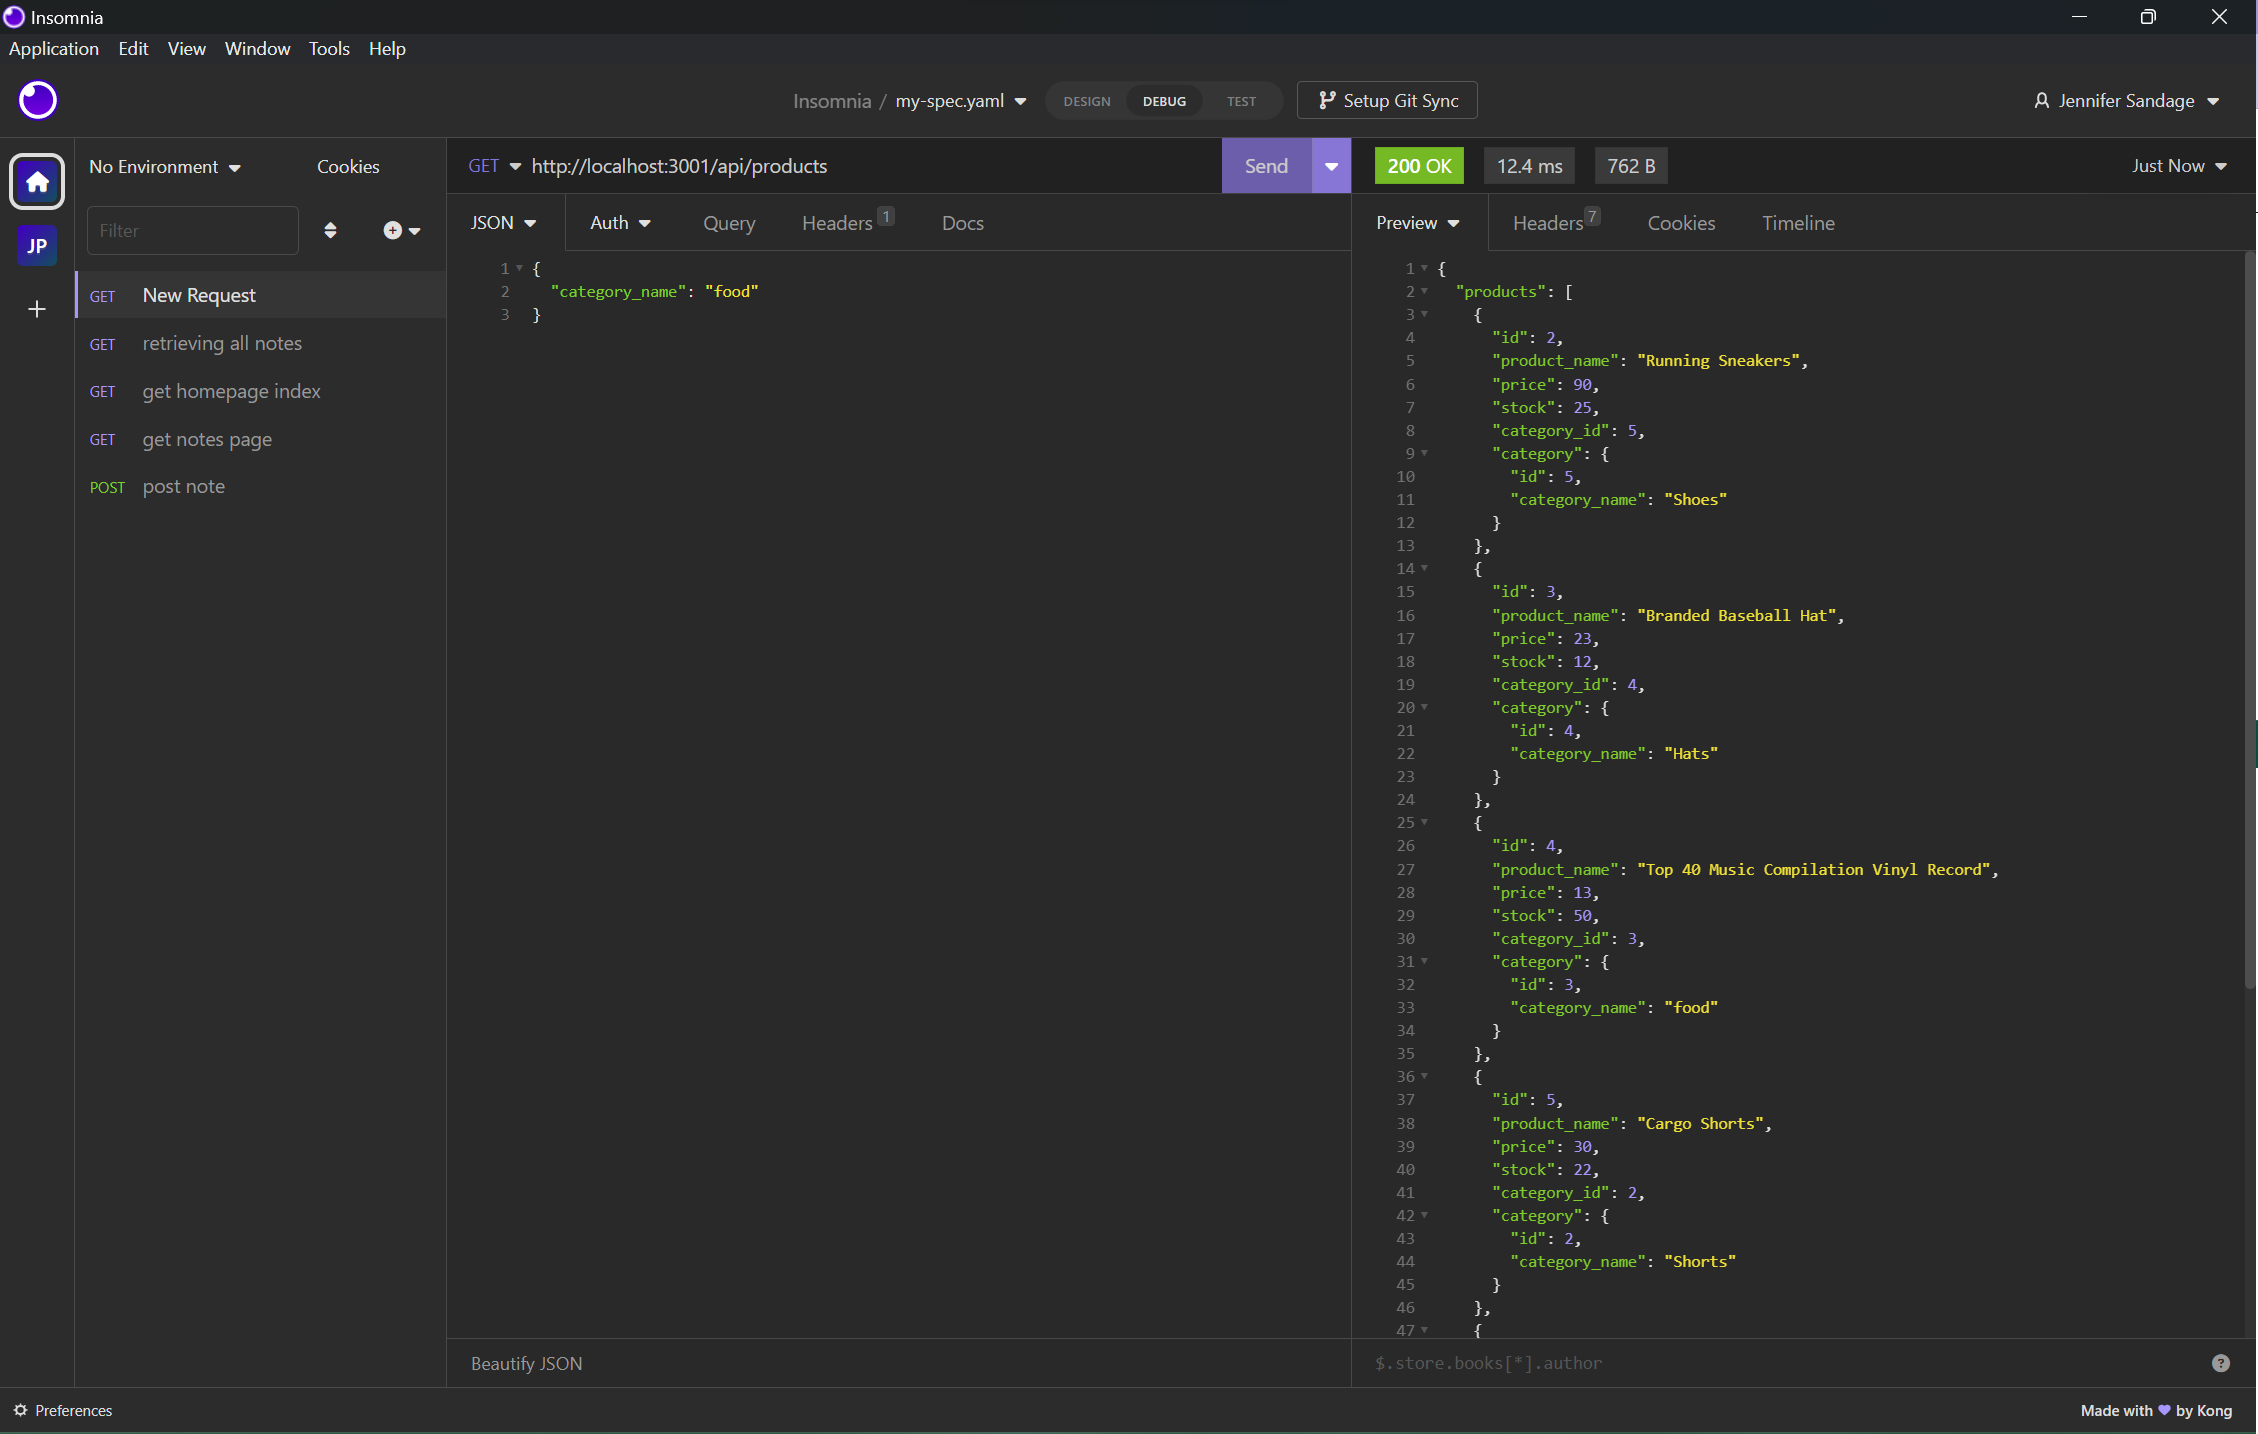 Insomnia
Application Edit View Window Tools Help
Insomnia / my-spec.yaml DESIGN DEBUG TEST Setup Git Sync Jennifer Sandage
No Environment Cookies
Filter
JP
GET New Request
GET retrieving all notes
GET get homepage index
GET get notes page
POST post note
GET http://localhost:3001/api/products Send
JSON Auth Query Headers 1 Docs
1 {
2 "category_name": "food"
3 }
Beautify JSON
200 OK 12.4 ms 762 B Just Now
Preview Headers 7 Cookies Timeline
1 {
2 "products": [
3 {
4 "id": 2,
5 "product_name": "Running Sneakers",
6 "price": 90,
7 "stock": 25,
8 "category_id": 5,
9 "category": {
10 "id": 5,
11 "category_name": "Shoes"
12 }
13 },
14 {
15 "id": 3,
16 "product_name": "Branded Baseball Hat",
17 "price": 23,
18 "stock": 12,
19 "category_id": 4,
20 "category": {
21 "id": 4,
22 "category_name": "Hats"
23 }
24 },
25 {
26 "id": 4,
27 "product_name": "Top 40 Music Compilation Vinyl Record",
28 "price": 13,
29 "stock": 50,
30 "category_id": 3,
31 "category": {
32 "id": 3,
33 "category_name": "food"
34 }
35 },
36 {
37 "id": 5,
38 "product_name": "Cargo Shorts",
39 "price": 30,
40 "stock": 22,
41 "category_id": 2,
42 "category": {
43 "id": 2,
44 "category_name": "Shorts"
45 }
46 },
47 {
$.store.books[*].author
Preferences
Made with by Kong